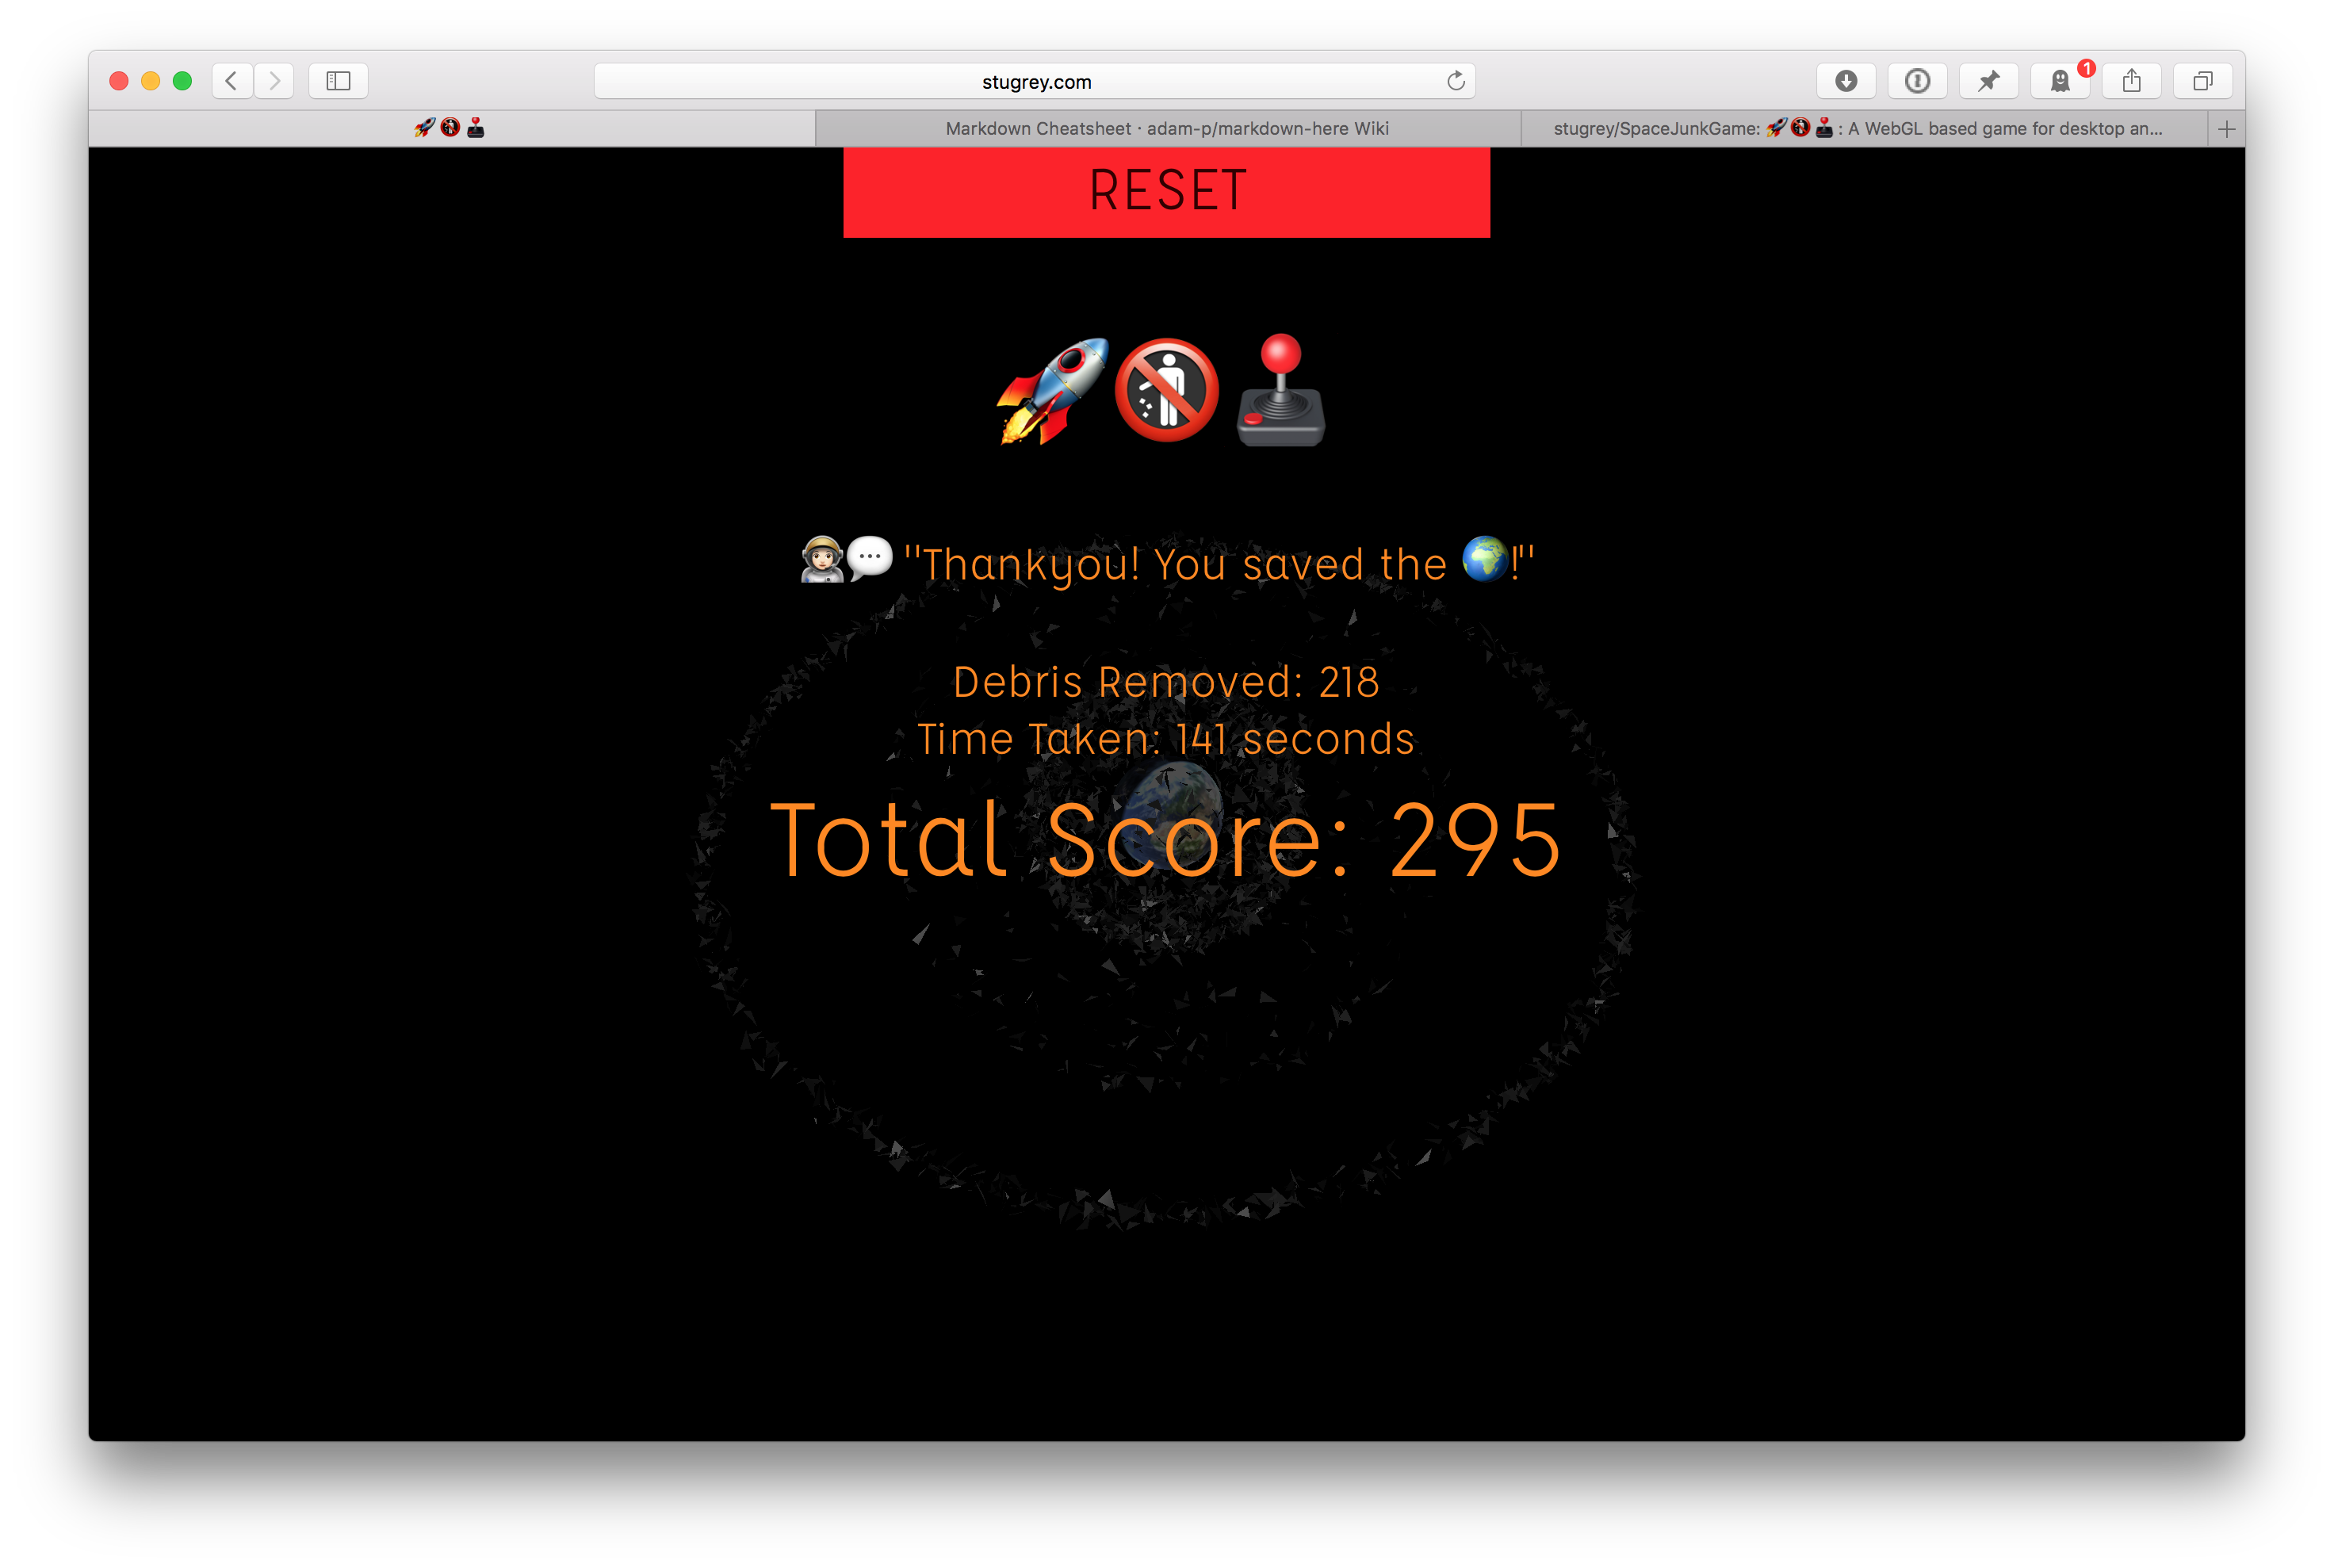 stugrey.com
1
🚀🚯🕹
Markdown Cheatsheet · adam-p/markdown-here Wiki
stugrey/SpaceJunkGame: 🚀🚯🕹: A WebGL based game for desktop an...
RESET
🚀🚯🕹
👩🏻‍🚀💬 "Thankyou! You saved the 🌍!"
Debris Removed: 218
Time Taken: 141 seconds
Total Score: 295